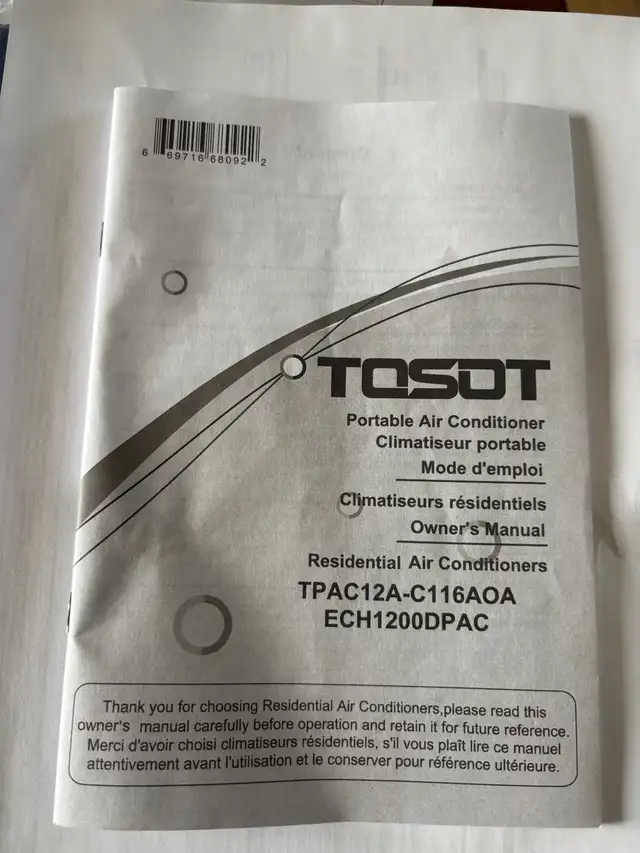 6 69716 68092 2
TOSOT
Portable Air Conditioner
Climatiseur portable
Mode d'emploi
Climatiseurs résidentiels
Owner's Manual
Residential Air Conditioners
TPAC12A-C116AOA
ECH1200DPAC
Thank you for choosing Residential Air Conditioners,please read this
owner's manual carefully before operation and retain it for future reference.
Merci d'avoir choisi climatiseurs résidentiels, s'il vous plaît lire ce manuel
attentivement avant l'utilisation et le conserver pour référence ultérieure.